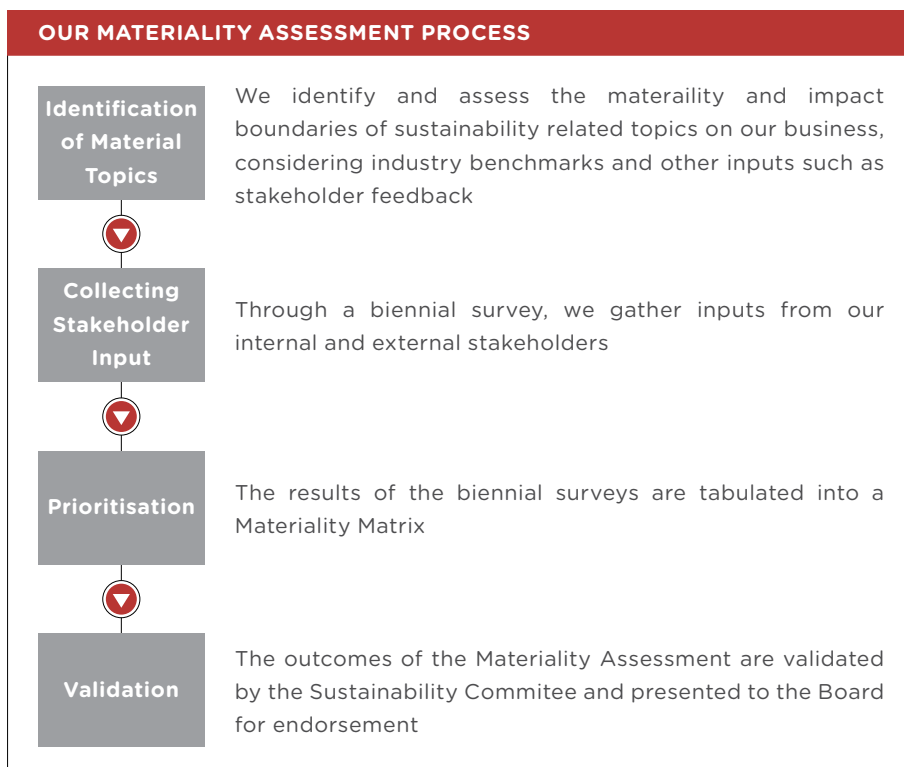 OUR MATERIALITY ASSESSMENT PROCESS
Identification
of Material
Topics
We identify and assess the materaility and impact
boundaries of sustainability related topics on our business,
considering industry benchmarks and other inputs such as
stakeholder feedback
Collecting
Stakeholder
Input
Through a biennial survey, we gather inputs from our
internal and external stakeholders
Prioritisation
The results of the biennial surveys are tabulated into a
Materiality Matrix
Validation
The outcomes of the Materiality Assessment are validated
by the Sustainability Commitee and presented to the Board
for endorsement